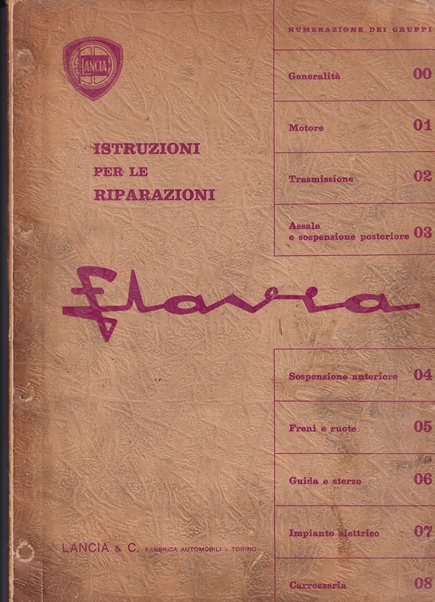 LANCIA
ISTRUZIONI
PER LE
RIPARAZIONI
Flavia
LANCIA & C. FABBRICA AUTOMOBILI - TORINO
NUMERAZIONE DEI GRUPPI
Generalità 00
Motore 01
Trasmissione 02
Assale
e sospensione posteriore 03
Sospensione anteriore 04
Freni e ruote 05
Guida e sterzo 06
Impianto elettrico 07
Carrozzeria 08